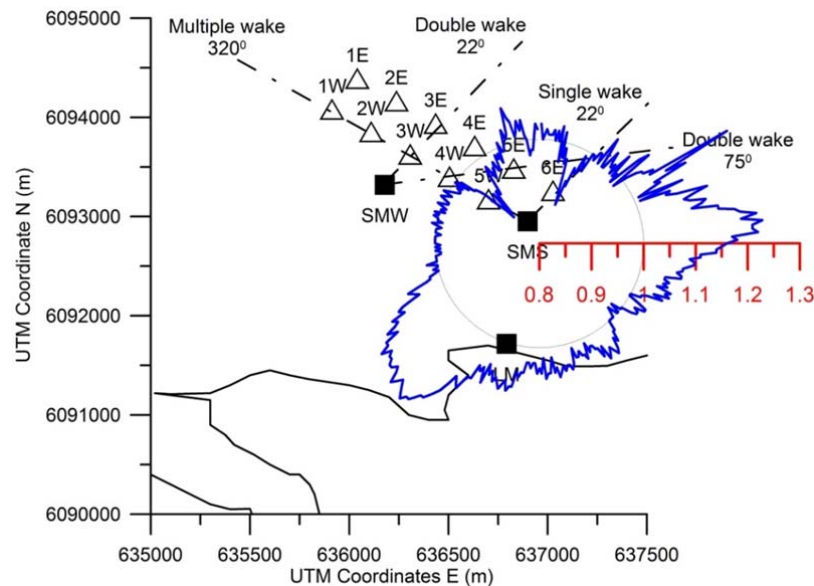 6095000
6094000
6093000
6092000
6091000
6090000
UTM Coordinate N (m)
Multiple wake
320⁰
Double wake
22⁰
Single wake
22⁰
Double wake
75⁰
1E
1W
2E
2W
3E
3W
4E
4W
5E
5W
6E
SMW
SMS
LM
0.8 0.9 1 1.1 1.2 1.3
635000 635500 636000 636500 637000 637500
UTM Coordinates E (m)